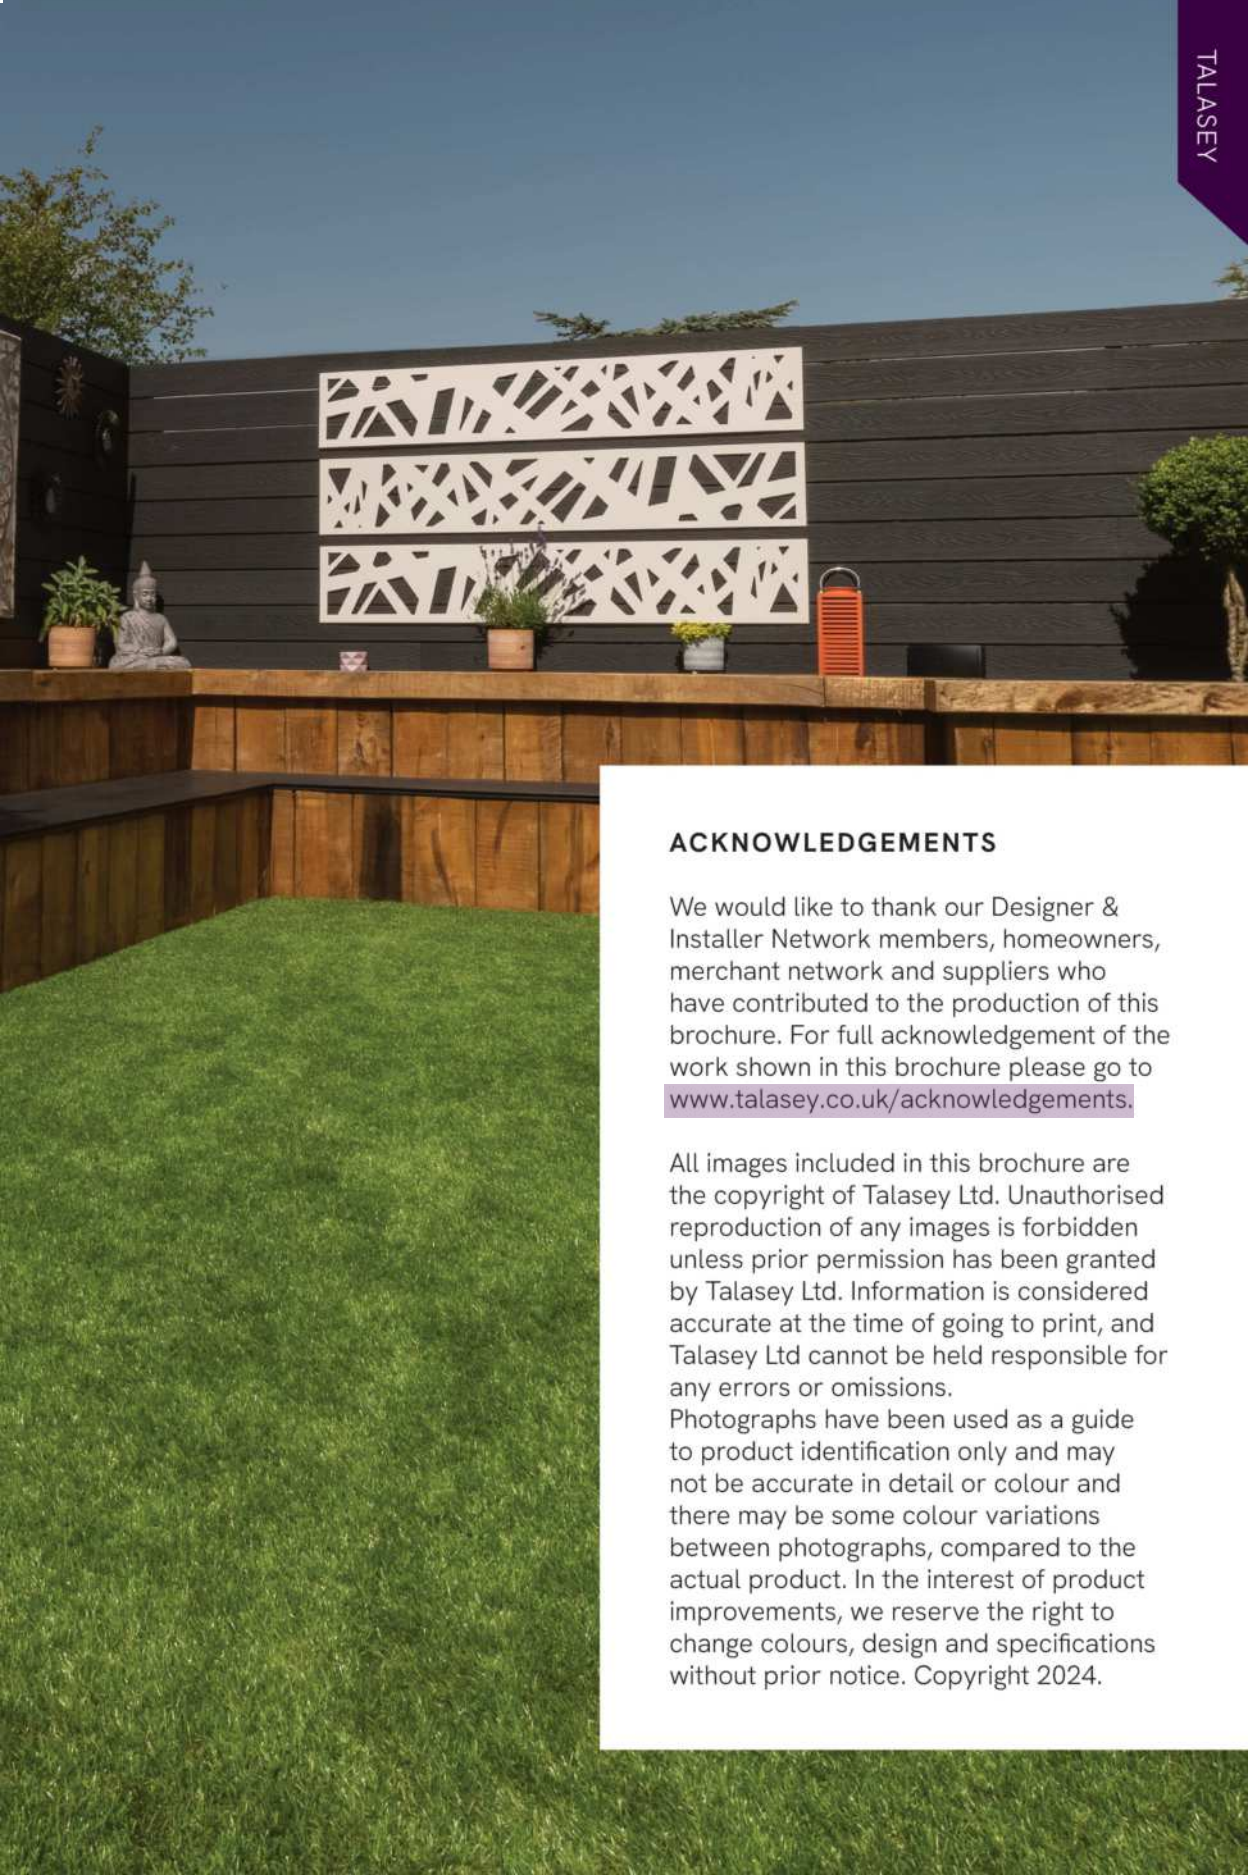 TALASEY
ACKNOWLEDGEMENTS
We would like to thank our Designer &
Installer Network members, homeowners,
merchant network and suppliers who
have contributed to the production of this
brochure. For full acknowledgement of the
work shown in this brochure please go to
www.talasey.co.uk/acknowledgements.
All images included in this brochure are
the copyright of Talasey Ltd. Unauthorised
reproduction of any images is forbidden
unless prior permission has been granted
by Talasey Ltd. Information is considered
accurate at the time of going to print, and
Talasey Ltd cannot be held responsible for
any errors or omissions.
Photographs have been used as a guide
to product identification only and may
not be accurate in detail or colour and
there may be some colour variations
between photographs, compared to the
actual product. In the interest of product
improvements, we reserve the right to
change colours, design and specifications
without prior notice. Copyright 2024.